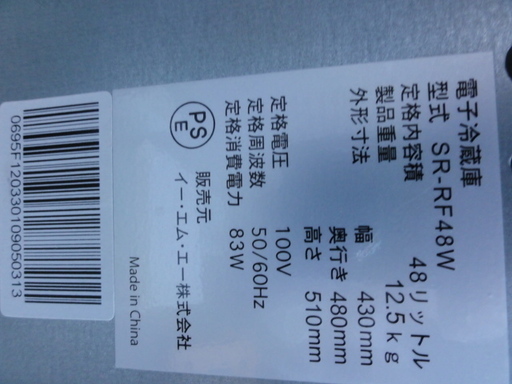 電子冷蔵庫
型式 SR-RF48W
定格内容積 48リットル
製品重量 12.5kg
外形寸法 幅 430mm
奥行き 480mm
高さ 510mm
定格電圧 100V
定格周波数 50/60Hz
定格消費電力 83W
PS
E
販売元
イー・エム・エー株式会社
Made in China
0695F120330109050313